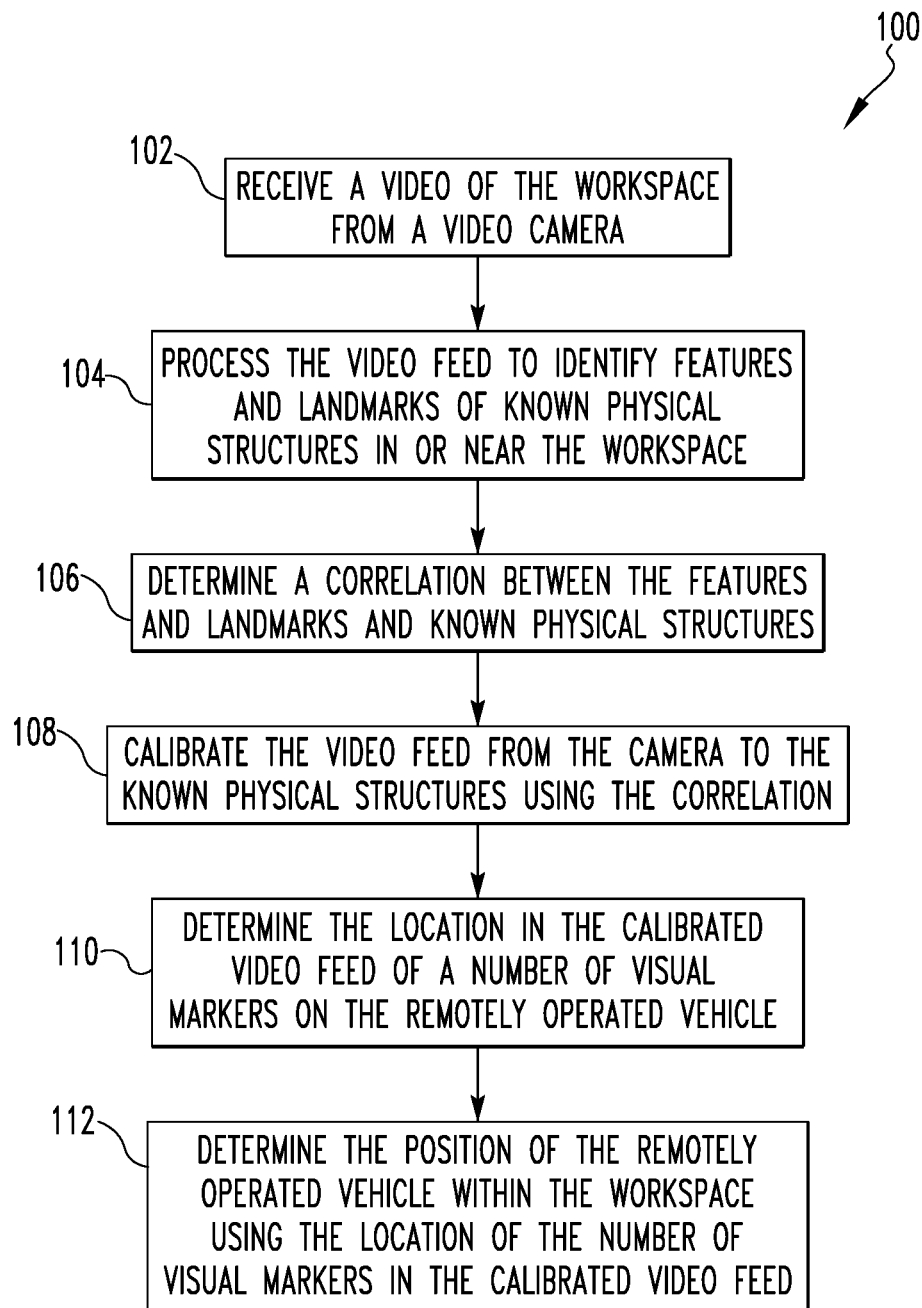 100
102
RECEIVE A VIDEO OF THE WORKSPACE
FROM A VIDEO CAMERA
104
PROCESS THE VIDEO FEED TO IDENTIFY FEATURES
AND LANDMARKS OF KNOWN PHYSICAL
STRUCTURES IN OR NEAR THE WORKSPACE
106
DETERMINE A CORRELATION BETWEEN THE FEATURES
AND LANDMARKS AND KNOWN PHYSICAL STRUCTURES
108
CALIBRATE THE VIDEO FEED FROM THE CAMERA TO THE
KNOWN PHYSICAL STRUCTURES USING THE CORRELATION
110
DETERMINE THE LOCATION IN THE CALIBRATED
VIDEO FEED OF A NUMBER OF VISUAL
MARKERS ON THE REMOTELY OPERATED VEHICLE
112
DETERMINE THE POSITION OF THE REMOTELY
OPERATED VEHICLE WITHIN THE WORKSPACE
USING THE LOCATION OF THE NUMBER OF
VISUAL MARKERS IN THE CALIBRATED VIDEO FEED